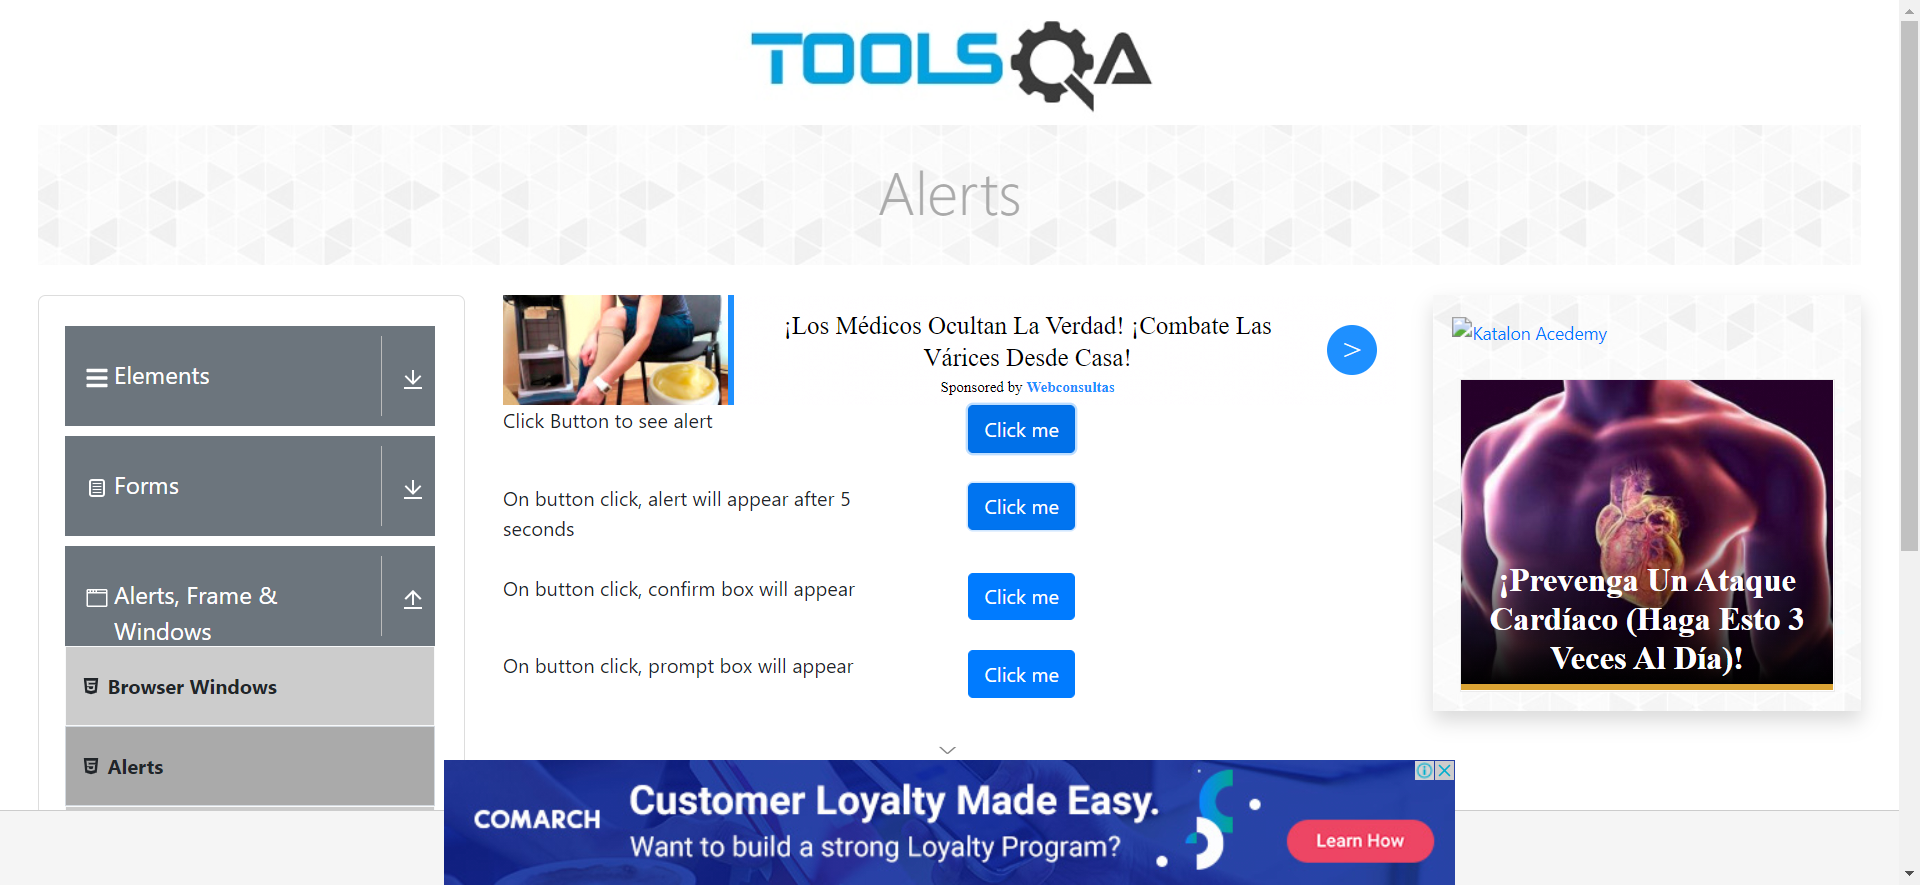 TOOLSQA
Alerts
Elements
Forms
Alerts, Frame &
Windows
Browser Windows
Alerts
¡Los Médicos Ocultan La Verdad! ¡Combate Las
Várices Desde Casa!
Sponsored by Webconsultas
>
Click Button to see alert
Click me
On button click, alert will appear after 5
seconds
Click me
On button click, confirm box will appear
Click me
On button click, prompt box will appear
Click me
Katalon Acedemy
¡Prevenga Un Ataque
Cardíaco (Haga Esto 3
Veces Al Día)!
COMARCH
Customer Loyalty Made Easy.
Want to build a strong Loyalty Program?
Learn How